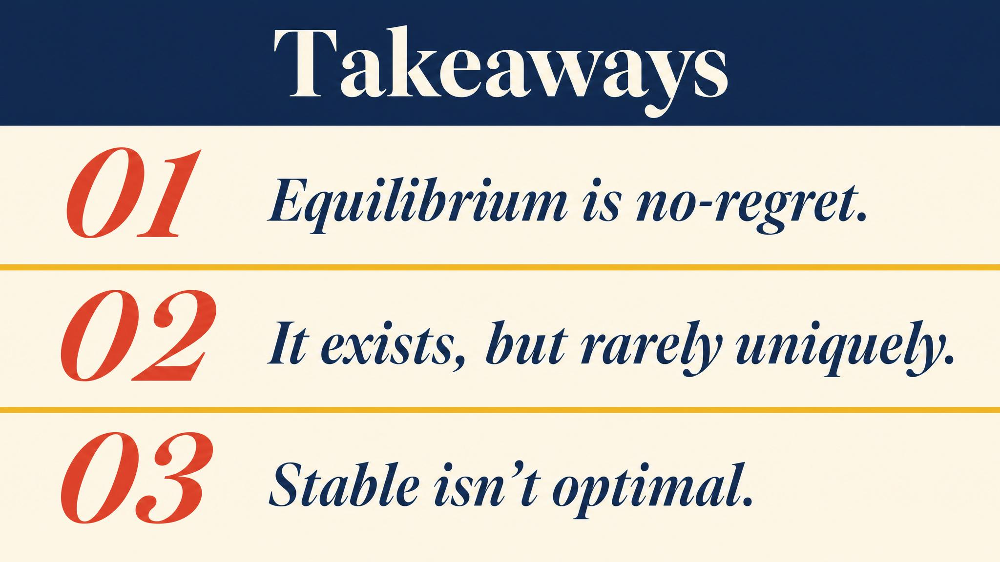 Takeaways
01
Equilibrium is no-regret.
02
It exists, but rarely uniquely.
03
Stable isn’t optimal.